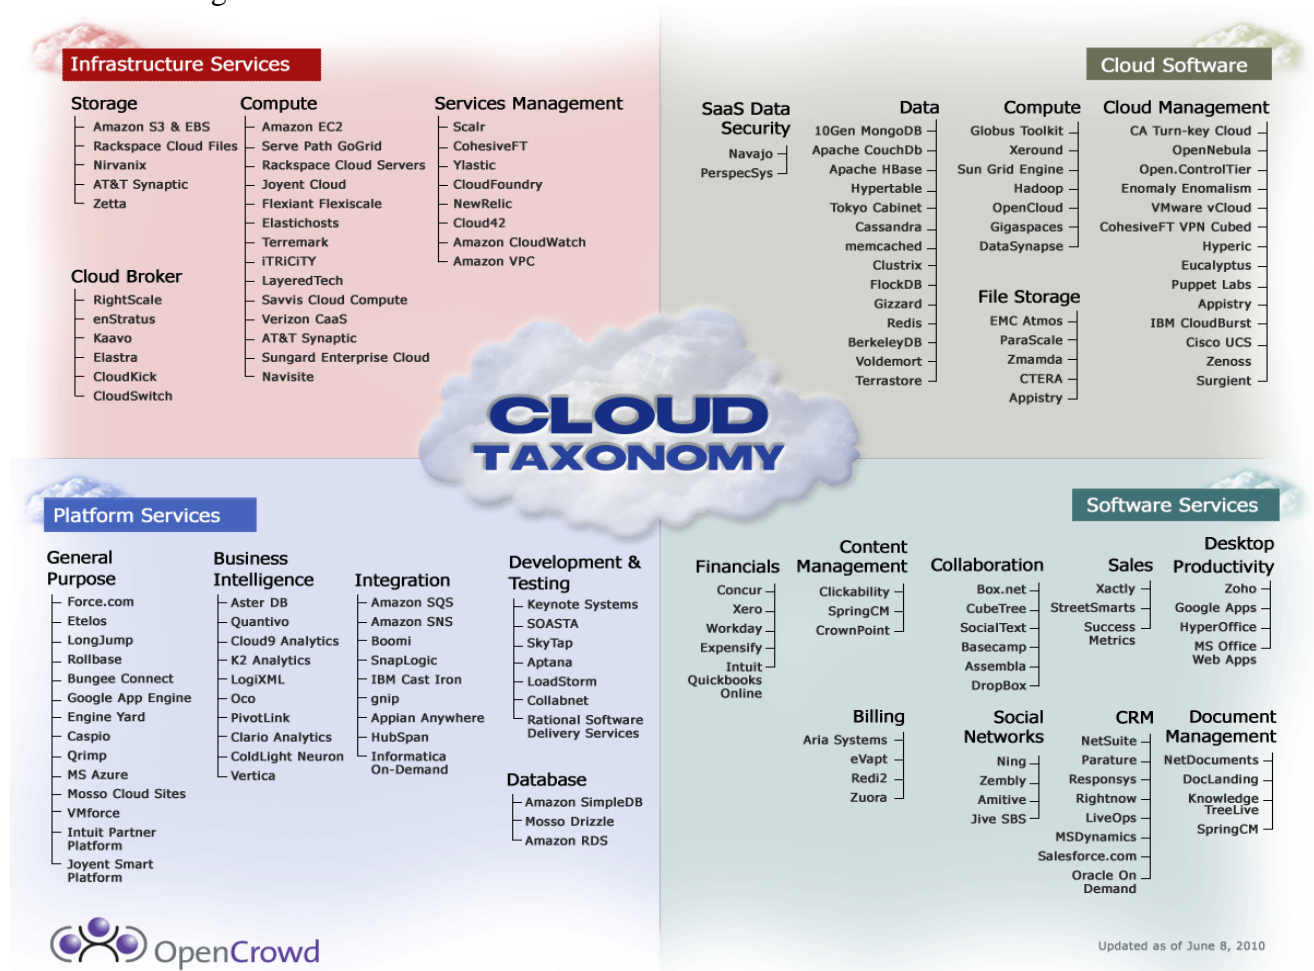 Infrastructure Services
Storage
Amazon S3 & EBS
Rackspace Cloud Files
Nirvanix
AT&T Synaptic
Zetta
Cloud Broker
RightScale
enStratus
Kaavo
Elastra
CloudKick
CloudSwitch
Compute
Amazon EC2
Serve Path GoGrid
Rackspace Cloud Servers
Joyent Cloud
Flexiant Flexiscale
Elastichosts
Terremark
iTRiCiTY
LayeredTech
Savvis Cloud Compute
Verizon CaaS
AT&T Synaptic
Sungard Enterprise Cloud
Navisite
Services Management
Scalr
CohesiveFT
Ylastic
CloudFoundry
NewRelic
Cloud42
Amazon CloudWatch
Amazon VPC
Cloud Software
SaaS Data
Security
Navajo
PerspecSys
Data
10Gen MongoDB
Apache CouchDb
Apache HBase
Hypertable
Tokyo Cabinet
Cassandra
memcached
Clustrix
FlockDB
Gizzard
Redis
BerkeleyDB
Voldemort
Terrastore
Compute
Globus Toolkit
Xeround
Sun Grid Engine
Hadoop
OpenCloud
Gigaspaces
DataSynapse
File Storage
EMC Atmos
ParaScale
Zmamda
CTERA
Appistry
Cloud Management
CA Turn-key Cloud
OpenNebula
Open.ControlTier
Enomaly Enomalism
VMware vCloud
CohesiveFT VPN Cubed
Hyperic
Eucalyptus
Puppet Labs
Appistry
IBM CloudBurst
Cisco UCS
Zenoss
Surgient
CLOUD
TAXONOMY
Platform Services
General
Purpose
Force.com
Etelos
LongJump
Rollbase
Bungee Connect
Google App Engine
Engine Yard
Caspio
Qrimp
MS Azure
Mosso Cloud Sites
VMforce
Intuit Partner
Platform
Joyent Smart
Platform
Business
Intelligence
Aster DB
Quantivo
Cloud9 Analytics
K2 Analytics
LogiXML
Oco
PivotLink
Clario Analytics
ColdLight Neuron
Vertica
Integration
Amazon SQS
Amazon SNS
Boomi
SnapLogic
IBM Cast Iron
gnip
Appian Anywhere
HubSpan
Informatica
On-Demand
Development &
Testing
Keynote Systems
SOASTA
SkyTap
Aptana
LoadStorm
Collabnet
Rational Software
Delivery Services
Database
Amazon SimpleDB
Mosso Drizzle
Amazon RDS
Software Services
Financials
Concur
Xero
Workday
Expensify
Intuit
Quickbooks
Online
Content
Management
Clickability
SpringCM
CrownPoint
Collaboration
Box.net
CubeTree
SocialText
Basecamp
Assembla
DropBox
Sales
Xactly
StreetSmarts
Success
Metrics
Desktop
Productivity
Zoho
Google Apps
HyperOffice
MS Office
Web Apps
Billing
Aria Systems
eVapt
Redi2
Zuora
Social
Networks
Ning
Zembly
Amitive
Jive SBS
CRM
NetSuite
Parature
Responsys
Rightnow
LiveOps
MSDynamics
Salesforce.com
Oracle On
Demand
Document
Management
NetDocuments
DocLanding
Knowledge
TreeLive
SpringCM
OpenCrowd
Updated as of June 8, 2010